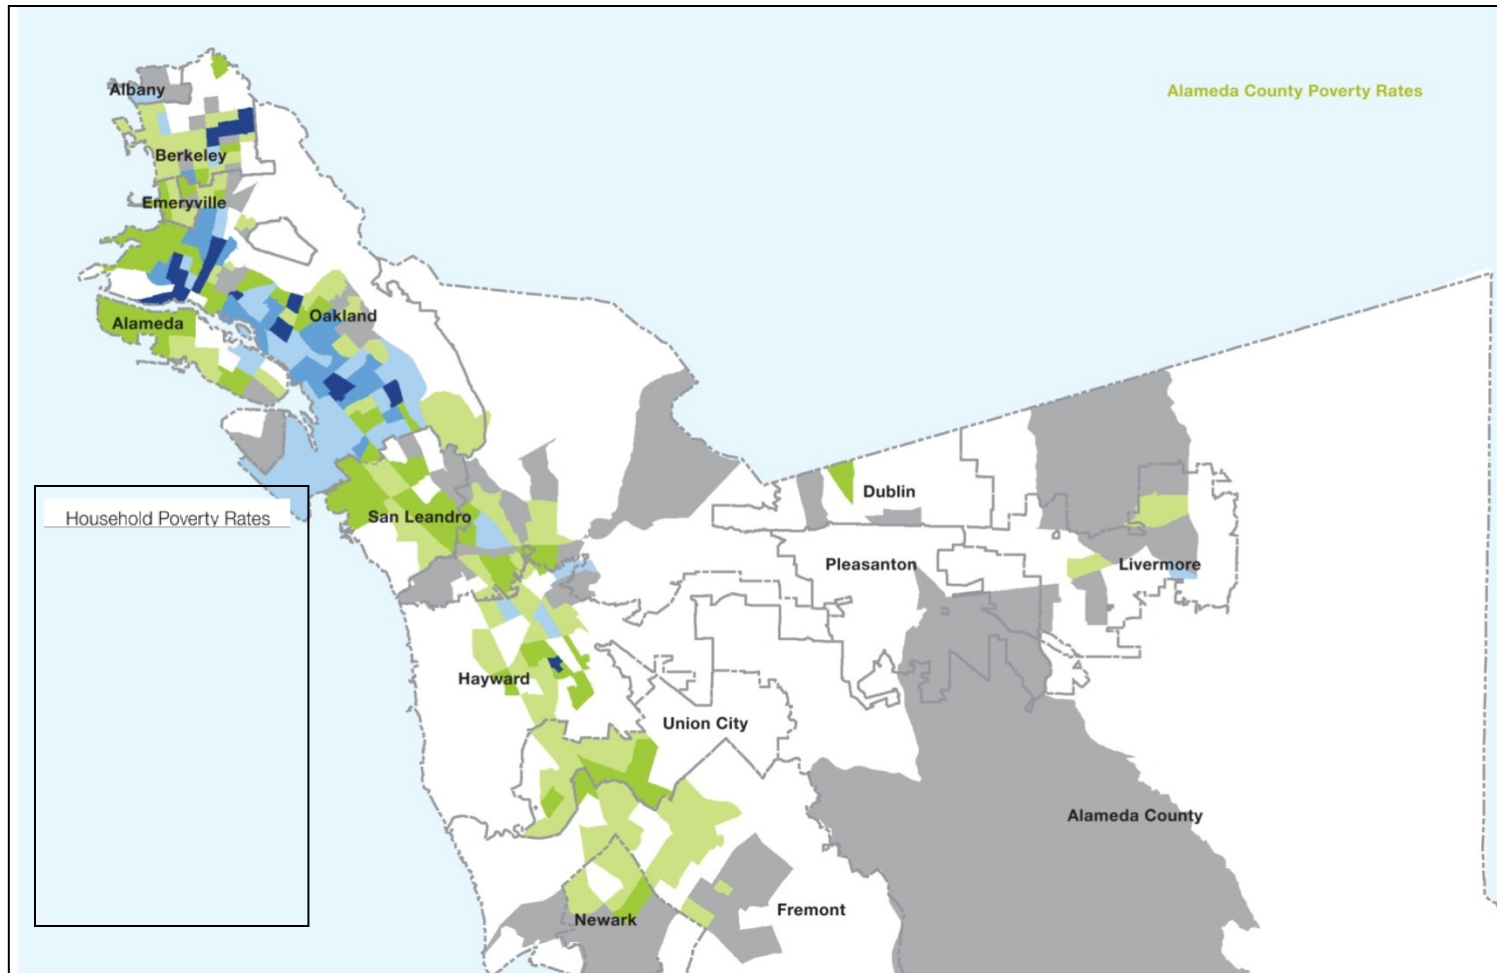 Alameda County Poverty Rates
Albany
Berkeley
Emeryville
Alameda
Oakland
Household Poverty Rates
San Leandro
Dublin
Pleasanton
Livermore
Hayward
Union City
Alameda County
Fremont
Newark